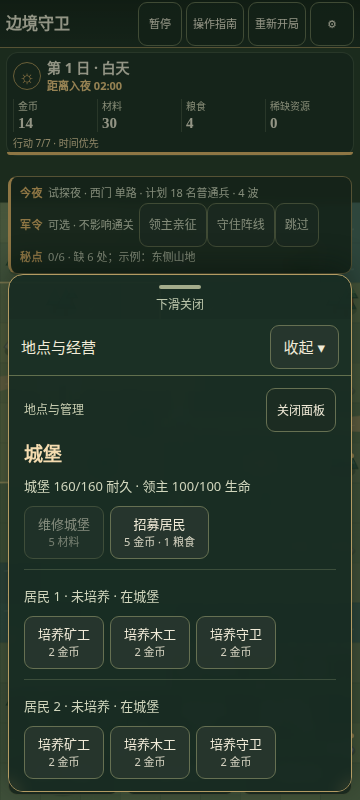 边境守卫 暂停 操作指南 重新开局 ⚙
第 1 日 · 白天
距离入夜 02:00
金币 材料 粮食 稀缺资源
14 30 4 0
行动 7/7 · 时间优先
今夜 试探夜 · 西门 单路 · 计划 18 名普通兵 · 4 波
军令 可选 · 不影响通关 领主亲征 守住阵线 跳过
秘点 0/6 · 缺 6 处；示例：东侧山地
下滑关闭
地点与经营 收起 ▾
地点与管理 关闭面板
城堡
城堡 160/160 耐久 · 领主 100/100 生命
维修城堡 招募居民
5 材料 5 金币 · 1 粮食
居民 1 · 未培养 · 在城堡
培养矿工 培养木工 培养守卫
2 金币 2 金币 2 金币
居民 2 · 未培养 · 在城堡
培养矿工 培养木工 培养守卫
2 金币 2 金币 2 金币